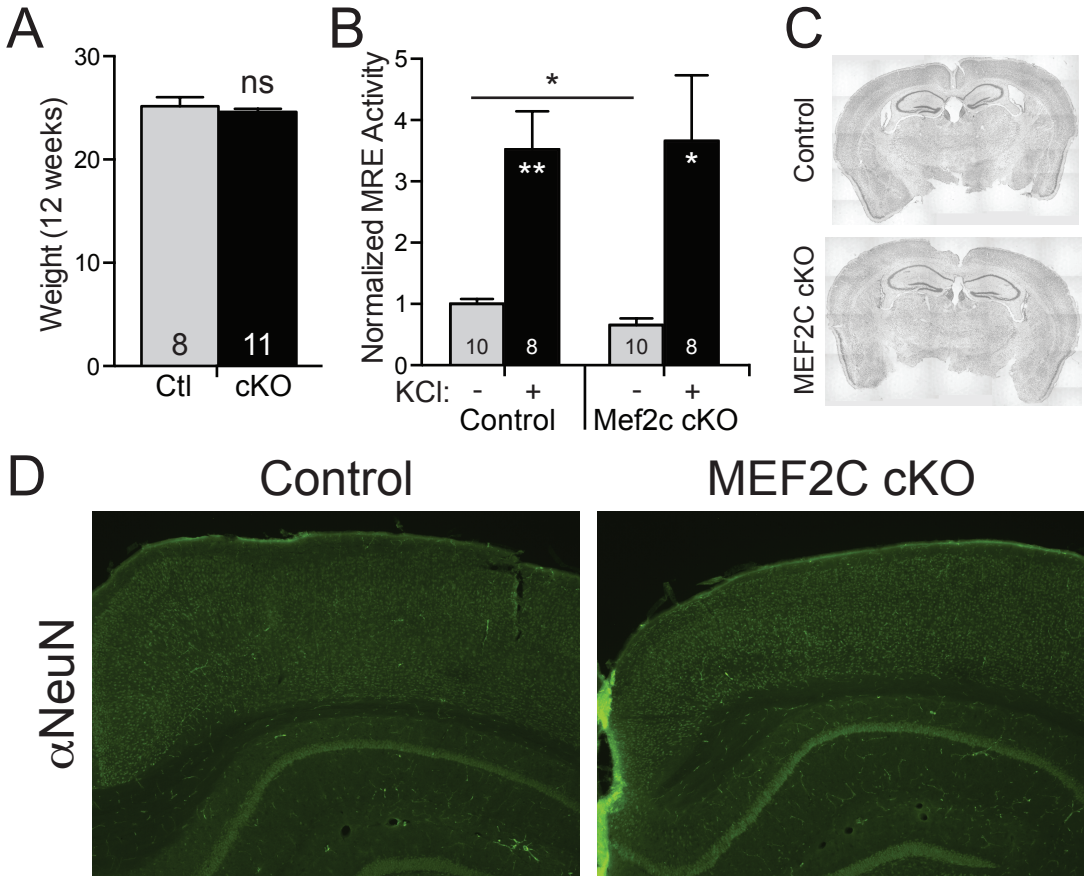 A
Weight (12 weeks)
30
20
10
0
ns
8
11
Ctl
cKO
B
Normalized MRE Activity
5
4
3
2
1
0
*
**
*
10
8
10
8
KCl: - + - +
Control
Mef2c cKO
C
Control
MEF2C cKO
D
Control
MEF2C cKO
αNeuN